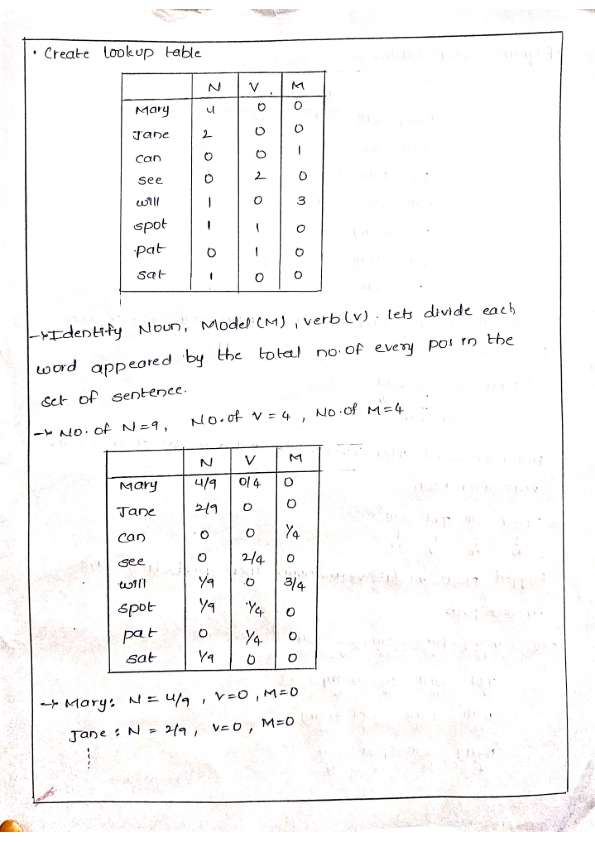 • Create lookup table
N V M
Mary 4 0 0
Jane 2 0 0
can 0 0 1
see 0 2 0
will 1 0 3
spot 1 1 0
pat 0 1 0
sat 1 0 0
→ Identify Noun, Model(M), verb(v). lets divide each
word appeared by the total no. of every pos in the
set of sentence.
→ No. of N=9, No. of V = 4, No. of M=4
N V M
Mary 4/9 0/4 0
Jane 2/9 0 0
can 0 0 1/4
see 0 2/4 0
will 1/9 0 3/4
spot 1/9 1/4 0
pat 0 1/4 0
sat 1/9 0 0
→ Mary: N = 4/9, V=0, M=0
Jane: N = 2/9, V=0, M=0